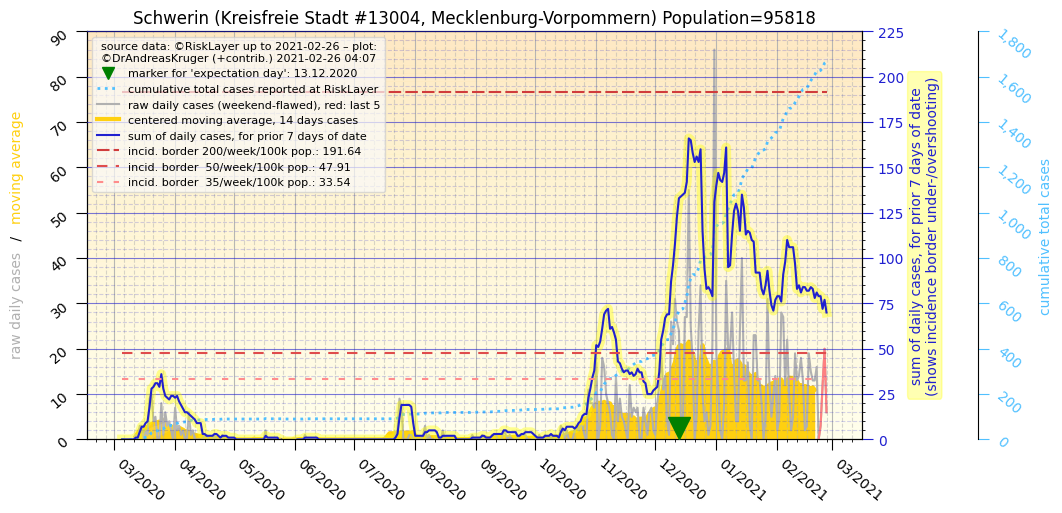 Schwerin (Kreisfreie Stadt #13004, Mecklenburg-Vorpommern) Population=95818
source data: ©RiskLayer up to 2021-02-26 – plot:
©DrAndreasKruger (+contrib.) 2021-02-26 04:07
marker for 'expectation day': 13.12.2020
cumulative total cases reported at RiskLayer
raw daily cases (weekend-flawed), red: last 5
centered moving average, 14 days cases
sum of daily cases, for prior 7 days of date
incid. border 200/week/100k pop.: 191.64
incid. border  50/week/100k pop.: 47.91
incid. border  35/week/100k pop.: 33.54
raw daily cases / moving average
90
80
70
60
50
40
30
20
10
0
225
200
175
150
125
100
75
50
25
0
sum of daily cases, for prior 7 days of date
(shows incidence border under-/overshooting)
1,800
1,600
1,400
1,200
1,000
800
600
400
200
0
cumulative total cases
03/2020
04/2020
05/2020
06/2020
07/2020
08/2020
09/2020
10/2020
11/2020
12/2020
01/2021
02/2021
03/2021